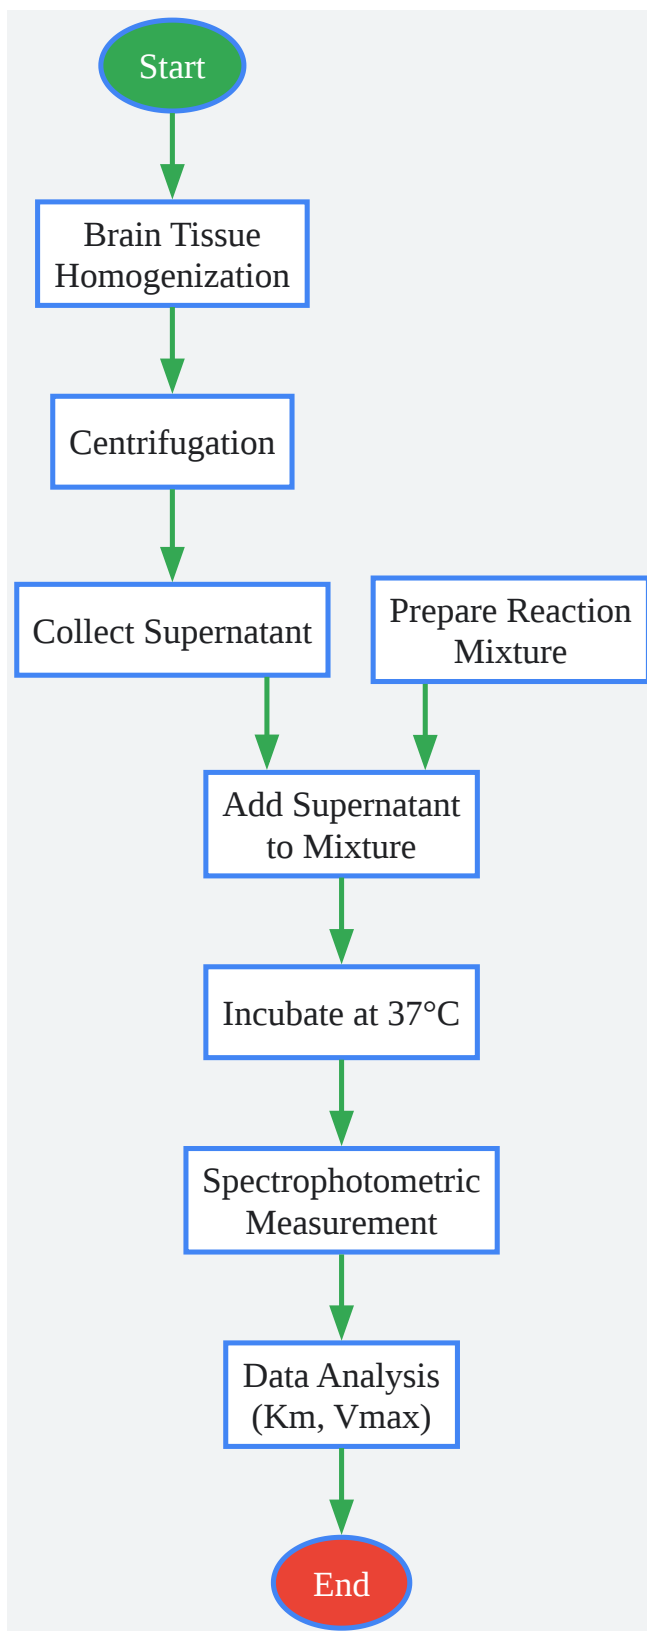 Start
Brain Tissue
Homogenization
Centrifugation
Collect Supernatant
Prepare Reaction
Mixture
Add Supernatant
to Mixture
Incubate at 37°C
Spectrophotometric
Measurement
Data Analysis
(Km, Vmax)
End